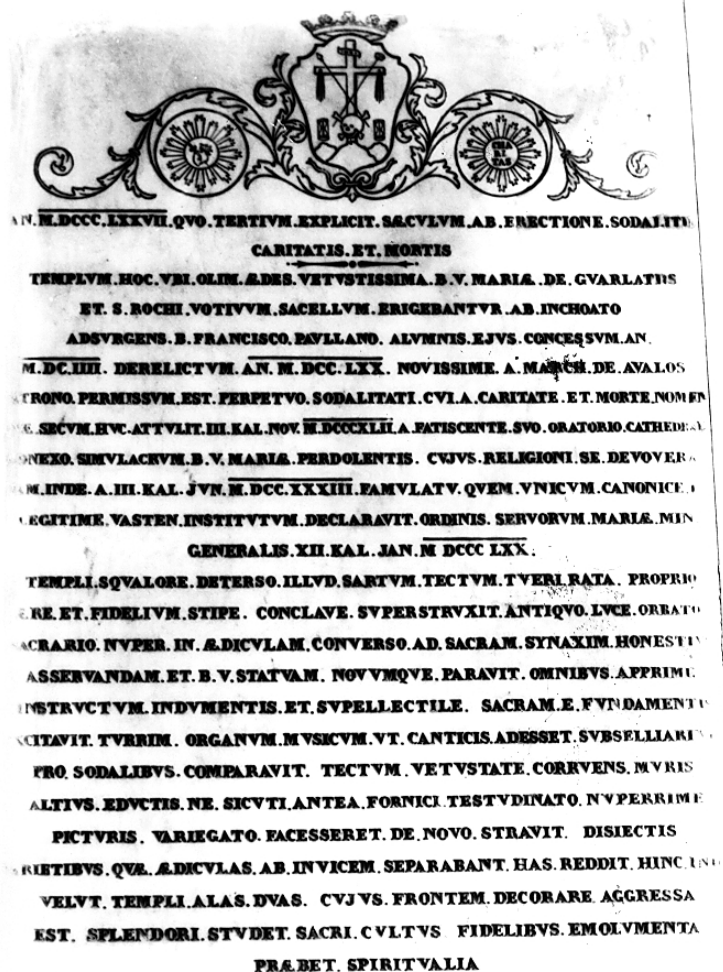 CHA
RI
TAS
AN. M.DCCC.LXXVII.QVO.TERTIVM.EXPLICIT.SÆCVLVM.AB.ERECTIONE.SODALITI
CARITATIS.ET.MORTIS
TEMPLVM.HOC.VBI.OLIM.ÆDES.VETVSTISSIMA.B.V.MARIÆ.DE.GVARLATIIS
ET.S.ROCHI.VOTIVVM.SACELLVM.ERIGEBANTVR.AB.INCHOATO
ADSVRGENS.B.FRANCISCO.PAVLLANO.ALVMNIS.EJVS.CONCESSVM.AN.
M.DC.IIII. DERELICTVM.AN.M.DCC.LXX. NOVISSIME.A.MARCH.DE.AVALOS
TRONO.PERMISSVM.EST.PERPETVO.SODALITATI.CVI.A.CARITATE.ET.MORTE.NOMEN
Æ.SECVM.HVC.ATTVLIT.III.KAL.NOV.M.DCCCXLII.A.FATISCENTE.SVO.ORATORIO.CATHEDRAL
ONEXO.SIMVLACRVM.B.V.MARIÆ.PERDOLENTIS. CVJVS.RELIGIONI.SE.DEVOVERA
AM.INDE.A.III.KAL.JVN.M.DCC.XXXIII.FAMVLATV.QVEM.VNICVM.CANONICE.
LEGITIME.VASTEN.INSTITVTVM.DECLARAVIT.ORDINIS.SERVORVM.MARIÆ.MIN
GENERALIS.XII.KAL.JAN.M DCCC LXX.
TEMPLI.SQVALORE.DETERSO.ILLVD.SARTVM.TECTVM.TVERI.RATA. PROPRIO
ÆRE.ET.FIDELIVM.STIPE. CONCLAVE.SVPERSTRVXIT.ANTIQVO.LVCE.ORBATO
SACRARIO.NVPER.IN.ÆDICVLAM.CONVERSO.AD.SACRAM.SYNAXIM.HONESTIV
ASSERVANDAM.ET.B.V.STATVAM. NOVVMQVE.PARAVIT.OMNIBVS.APPRIME
INSTRVCTVM.INDVMENTIS.ET.SVPELLECTILE. SACRAM.E.FVNDAMENTI
XCITAVIT.TVRRIM. ORGANVM.MVSICVM.VT.CANTICIS.ADESSET.SVBSELLIARI
PRO.SODALIBVS.COMPARAVIT. TECTVM.VETVSTATE.CORRVENS.MVRIS
ALTIVS.EDVCTIS.NE.SICVTI.ANTEA.FORNICI.TESTVDINATO.NVPERRIME
PICTVRIS.VARIEGATO.FACESSERET.DE.NOVO.STRAVIT. DISIECTIS
RIETIBVS.QVÆ.ÆDICVLAS.AB.INVICEM.SEPARABANT.HAS.REDDIT.HINC.IND
VELVT.TEMPLI.ALAS.DVAS. CVJVS.FRONTEM.DECORARE.AGGRESSA
EST. SPLENDORI.STVDET.SACRI.CVLTVS FIDELIBVS.EMOLVMENTA
PRÆBET.SPIRITVALIA